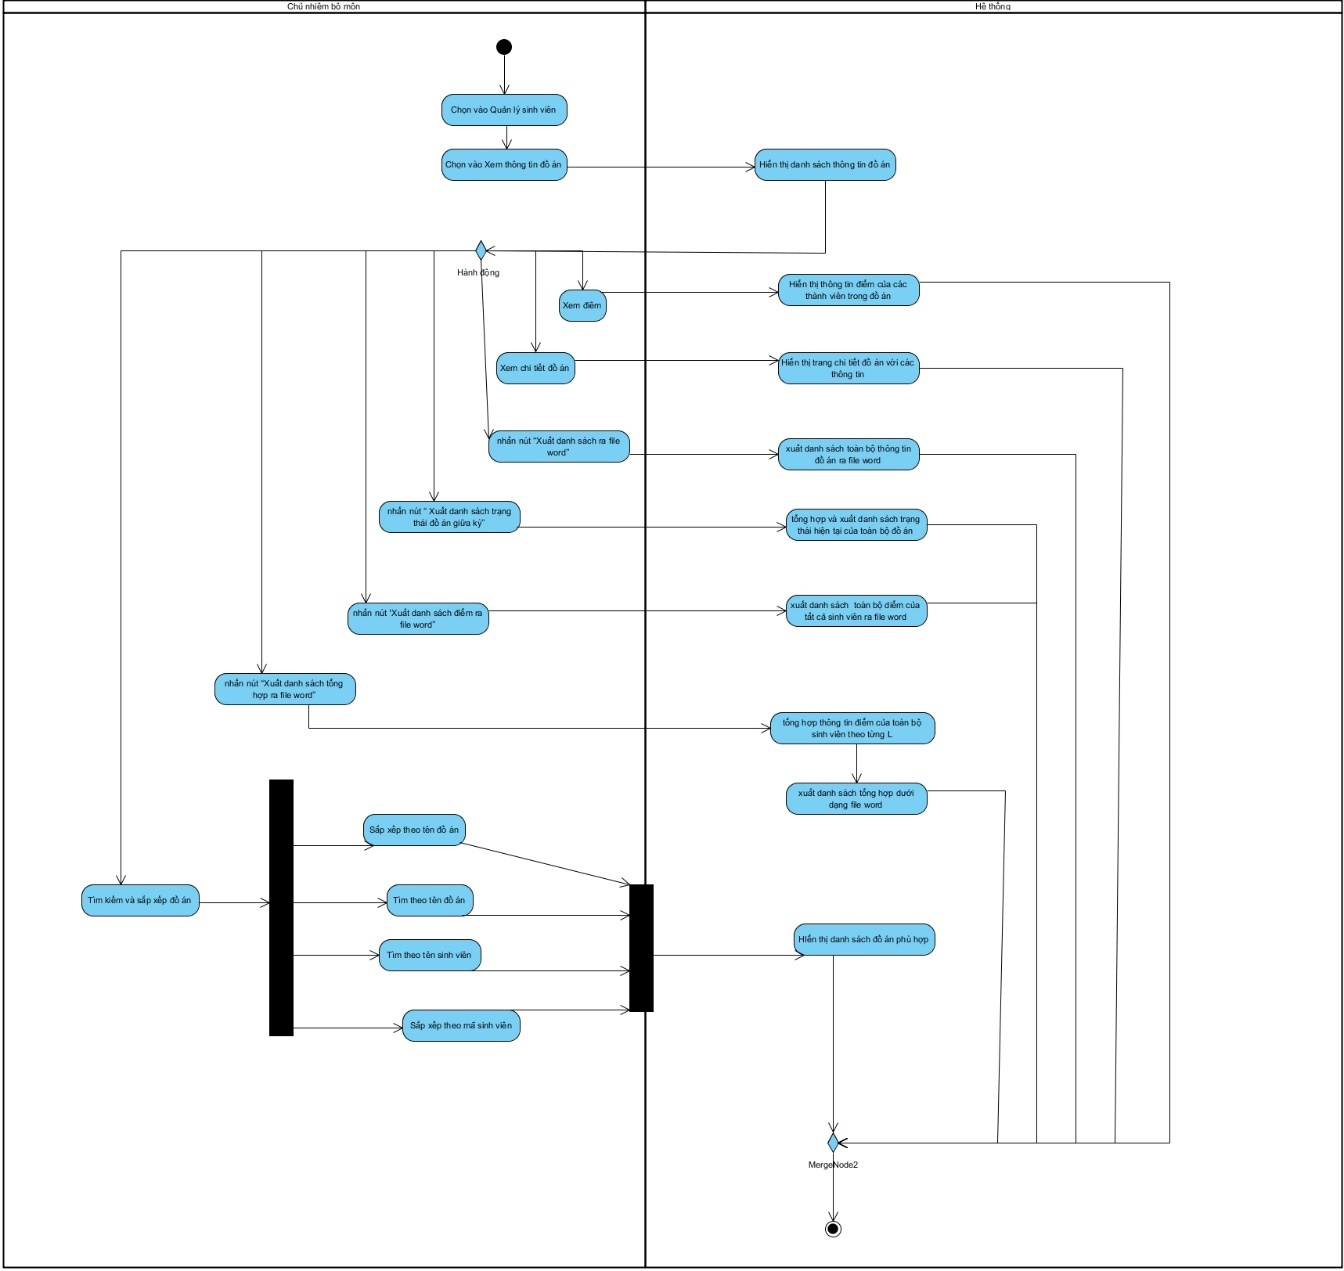 Chủ nhiệm bộ môn
Hệ thống
Chọn vào Quản lý sinh viên
Chọn vào Xem thông tin đồ án
Hiển thị danh sách thông tin đồ án
Hành động
Xem điểm
Hiển thị thông tin điểm của các
thành viên trong đồ án
Xem chi tiết đồ án
Hiển thị trang chi tiết đồ án với các
thông tin
nhấn nút "Xuất danh sách ra file
word"
xuất danh sách toàn bộ thông tin
đồ án ra file word
nhấn nút " Xuất danh sách trạng
thái đồ án giữa kỳ"
tổng hợp và xuất danh sách trạng
thái hiện tại của toàn bộ đồ án
nhấn nút "Xuất danh sách điểm ra
file word"
xuất danh sách toàn bộ điểm của
tất cả sinh viên ra file word
nhấn nút "Xuất danh sách tổng
hợp ra file word"
tổng hợp thông tin điểm của toàn bộ
sinh viên theo từng L
xuất danh sách tổng hợp dưới
dạng file word
Sắp xếp theo tên đồ án
Tìm kiếm và sắp xếp đồ án
Tìm theo tên đồ án
Hiển thị danh sách đồ án phù hợp
Tìm theo tên sinh viên
Sắp xếp theo mã sinh viên
MergeNode2